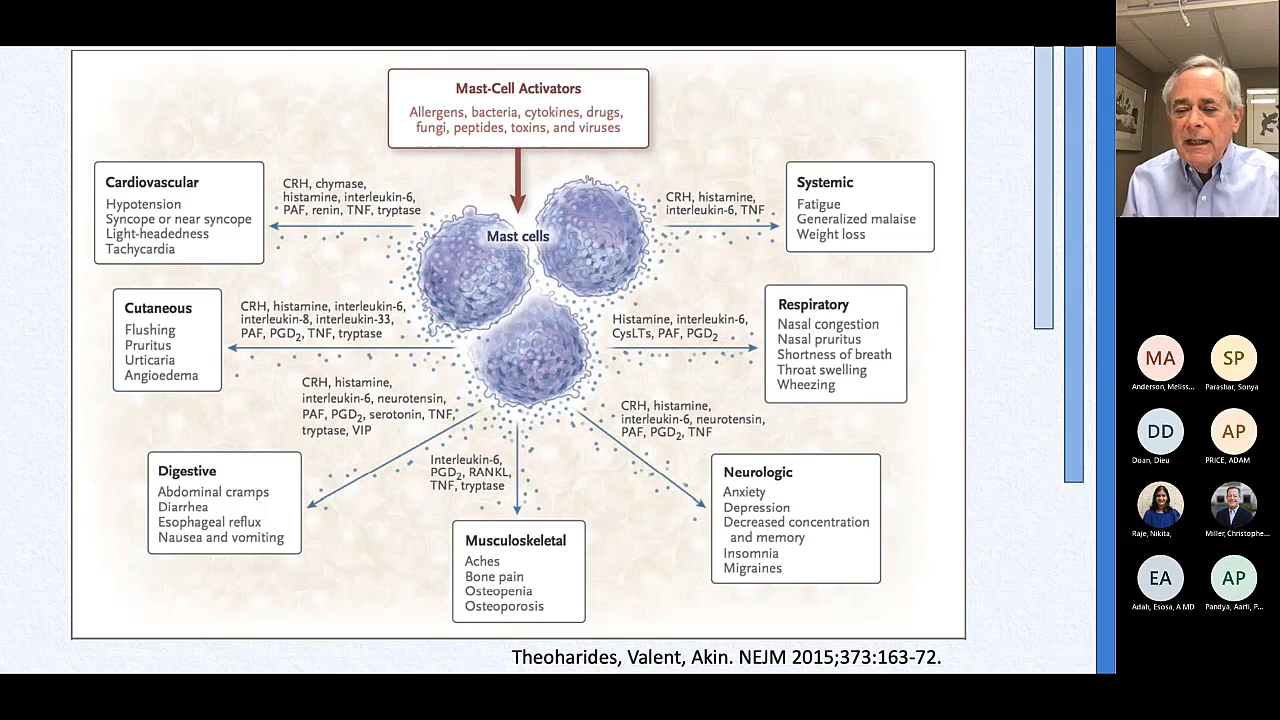 Mast-Cell Activators
Allergens, bacteria, cytokines, drugs,
fungi, peptides, toxins, and viruses
Mast cells
Cardiovascular
Hypotension
Syncope or near syncope
Light-headedness
Tachycardia
CRH, chymase,
histamine, interleukin-6,
PAF, renin, TNF, tryptase
CRH, histamine,
interleukin-6, TNF
Systemic
Fatigue
Generalized malaise
Weight loss
Cutaneous
Flushing
Pruritus
Urticaria
Angioedema
CRH, histamine, interleukin-6,
interleukin-8, interleukin-33,
PAF, PGD2, TNF, tryptase
Histamine, interleukin-6,
CysLTs, PAF, PGD2
Respiratory
Nasal congestion
Nasal pruritus
Shortness of breath
Throat swelling
Wheezing
CRH, histamine,
interleukin-6, neurotensin,
PAF, PGD2, serotonin, TNF,
tryptase, VIP
Digestive
Abdominal cramps
Diarrhea
Esophageal reflux
Nausea and vomiting
Interleukin-6,
PGD2, RANKL,
TNF, tryptase
Musculoskeletal
Aches
Bone pain
Osteopenia
Osteoporosis
CRH, histamine,
interleukin-6, neurotensin,
PAF, PGD2, TNF
Neurologic
Anxiety
Depression
Decreased concentration
and memory
Insomnia
Migraines
Theoharides, Valent, Akin. NEJM 2015;373:163-72.
MA
Anderson, Meliss...
SP
Parashar, Sonya
DD
Doan, Dieu
AP
PRICE, ADAM
Raje, Nikita,
Miller, Christophe...
EA
Adah, Esosa, A MD
AP
Pandya, Aarti, P...